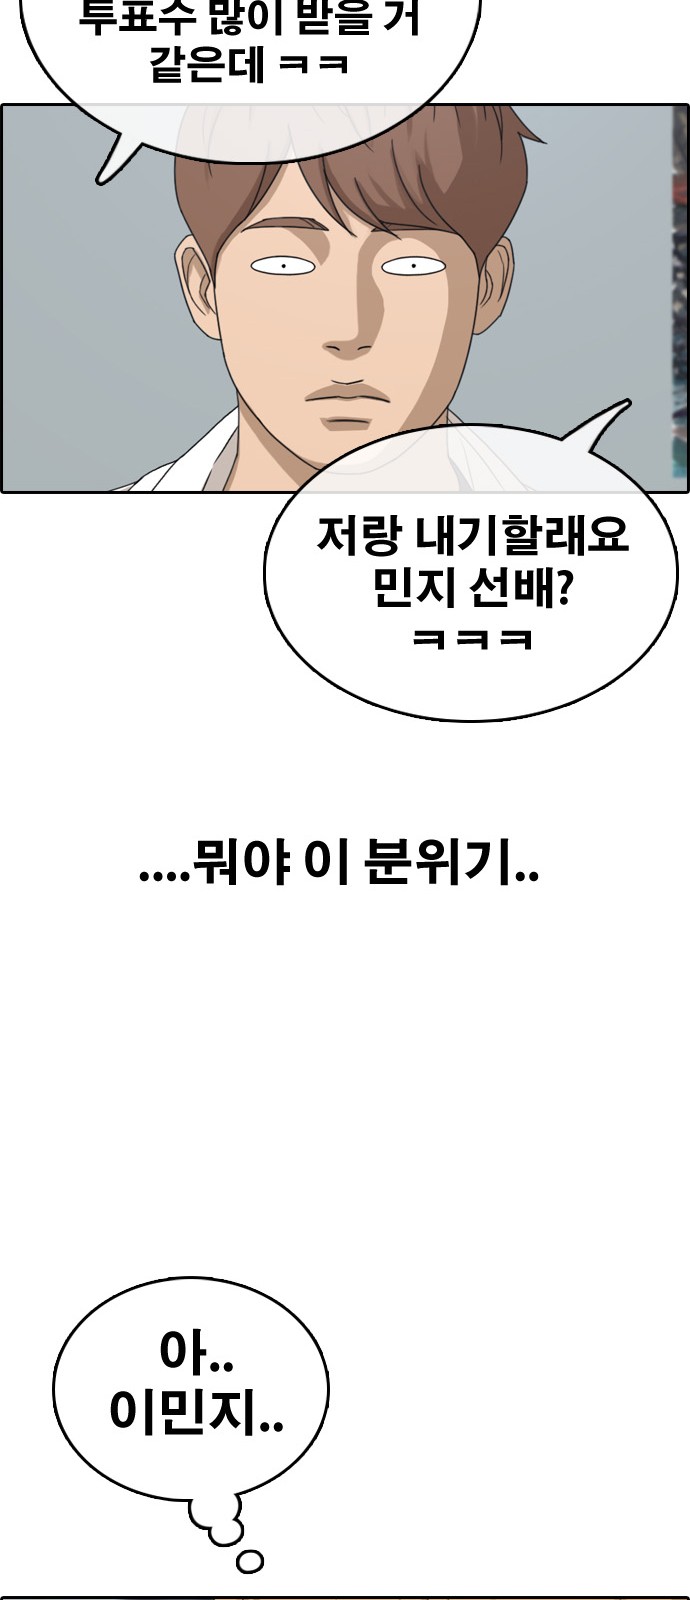 투표수 많이 받을 거
같은데 ㅋㅋ
저랑 내기할래요
민지 선배?
ㅋㅋㅋ
....뭐야 이 분위기..
아..
이민지..